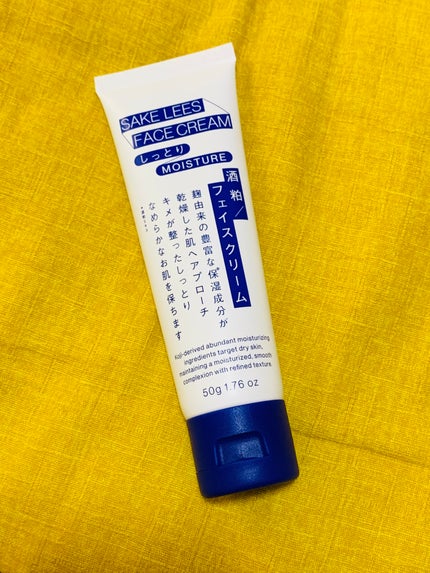 SAKE LEES
FACE CREAM
しっとり
MOISTURE
酒粕
フェイスクリーム
麹由来の豊富な保湿成分が
乾燥した肌へアプローチ
キメが整ったしっとり
なめらかなお肌を保ちます
Koji-derived abundant moisturizing
ingredients target dry skin,
maintaining a moisturized, smooth
complexion with refined texture.
50g 1.76 oz